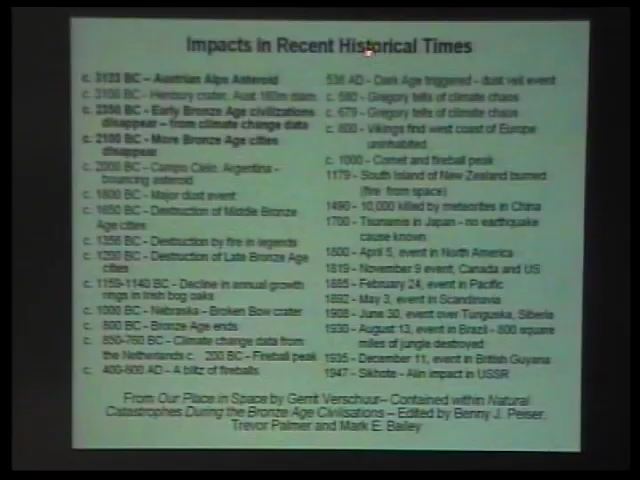 Impacts in Recent Historical Times
c. 3123 BC – Austrian Alps Asteroid
c. 3100 BC - Henbury crater, Aust 180m diam
c. 2350 BC - Early Bronze Age civilizations
disappear – from climate change data
c. 2100 BC - More Bronze Age cities
disappear
c. 2000 BC - Campo Cielo, Argentina -
bouncing asteroid
c. 1800 BC - Major dust event
c. 1650 BC - Destruction of Middle Bronze
Age cities
c. 1356 BC - Destruction by fire in legends
c. 1200 BC - Destruction of Late Bronze Age
cities
c. 1159-1140 BC - Decline in annual growth
rings in Irish bog oaks
c. 1000 BC - Nebraska - Broken Bow crater
c. 800 BC - Bronze Age ends
c. 850-760 BC - Climate change data from
the Netherlands c. 200 BC - Fireball peak
c. 400-600 AD - A blitz of fireballs
536 AD - Dark Age triggered - dust veil event
c. 580 - Gregory tells of climate chaos
c. 679 - Gregory tells of climate chaos
c. 800 - Vikings find west coast of Europe
uninhabited
c. 1000 - Comet and fireball peak
1179 - South Island of New Zealand burned
(fire from space)
1490 - 10,000 killed by meteorites in China
1700 - Tsunamis in Japan - no earthquake
cause known
1800 - April 5, event in North America
1819 - November 9 event; Canada and US
1885 - February 24, event in Pacific
1892 - May 3, event in Scandinavia
1908 - June 30, event over Tunguska, Siberia
1930 - August 13, event in Brazil - 800 square
miles of jungle destroyed
1935 - December 11, event in British Guyana
1947 - Sikhote - Alin impact in USSR
From Our Place in Space by Gerrit Verschuur– Contained within Natural
Catastrophes During the Bronze Age Civilisations – Edited by Benny J. Peiser,
Trevor Palmer and Mark E. Bailey